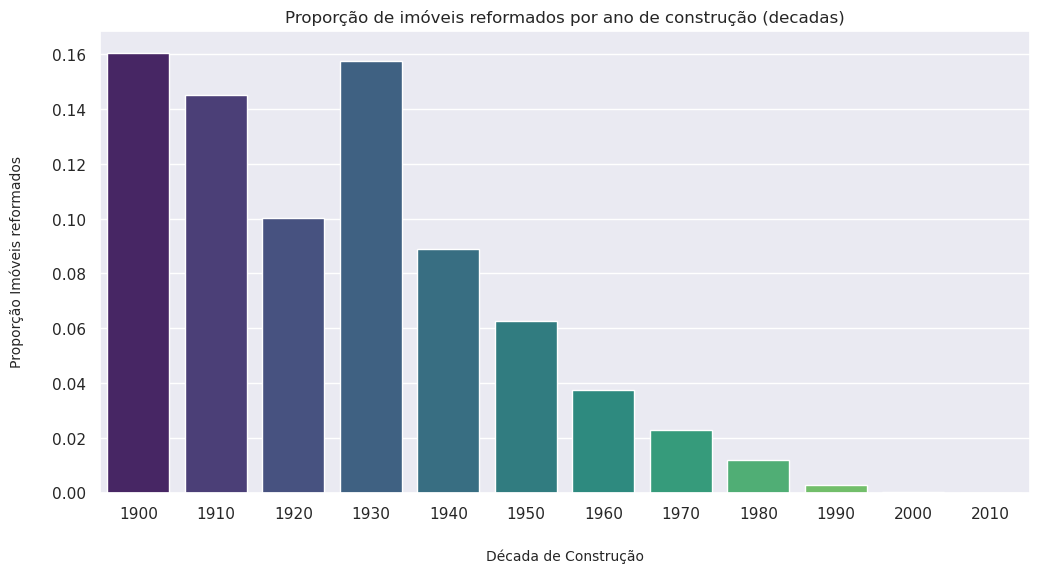 Proporção de imóveis reformados por ano de construção (decadas)
Proporção Imóveis reformados
0.16
0.14
0.12
0.10
0.08
0.06
0.04
0.02
0.00
1900 1910 1920 1930 1940 1950 1960 1970 1980 1990 2000 2010
Década de Construção